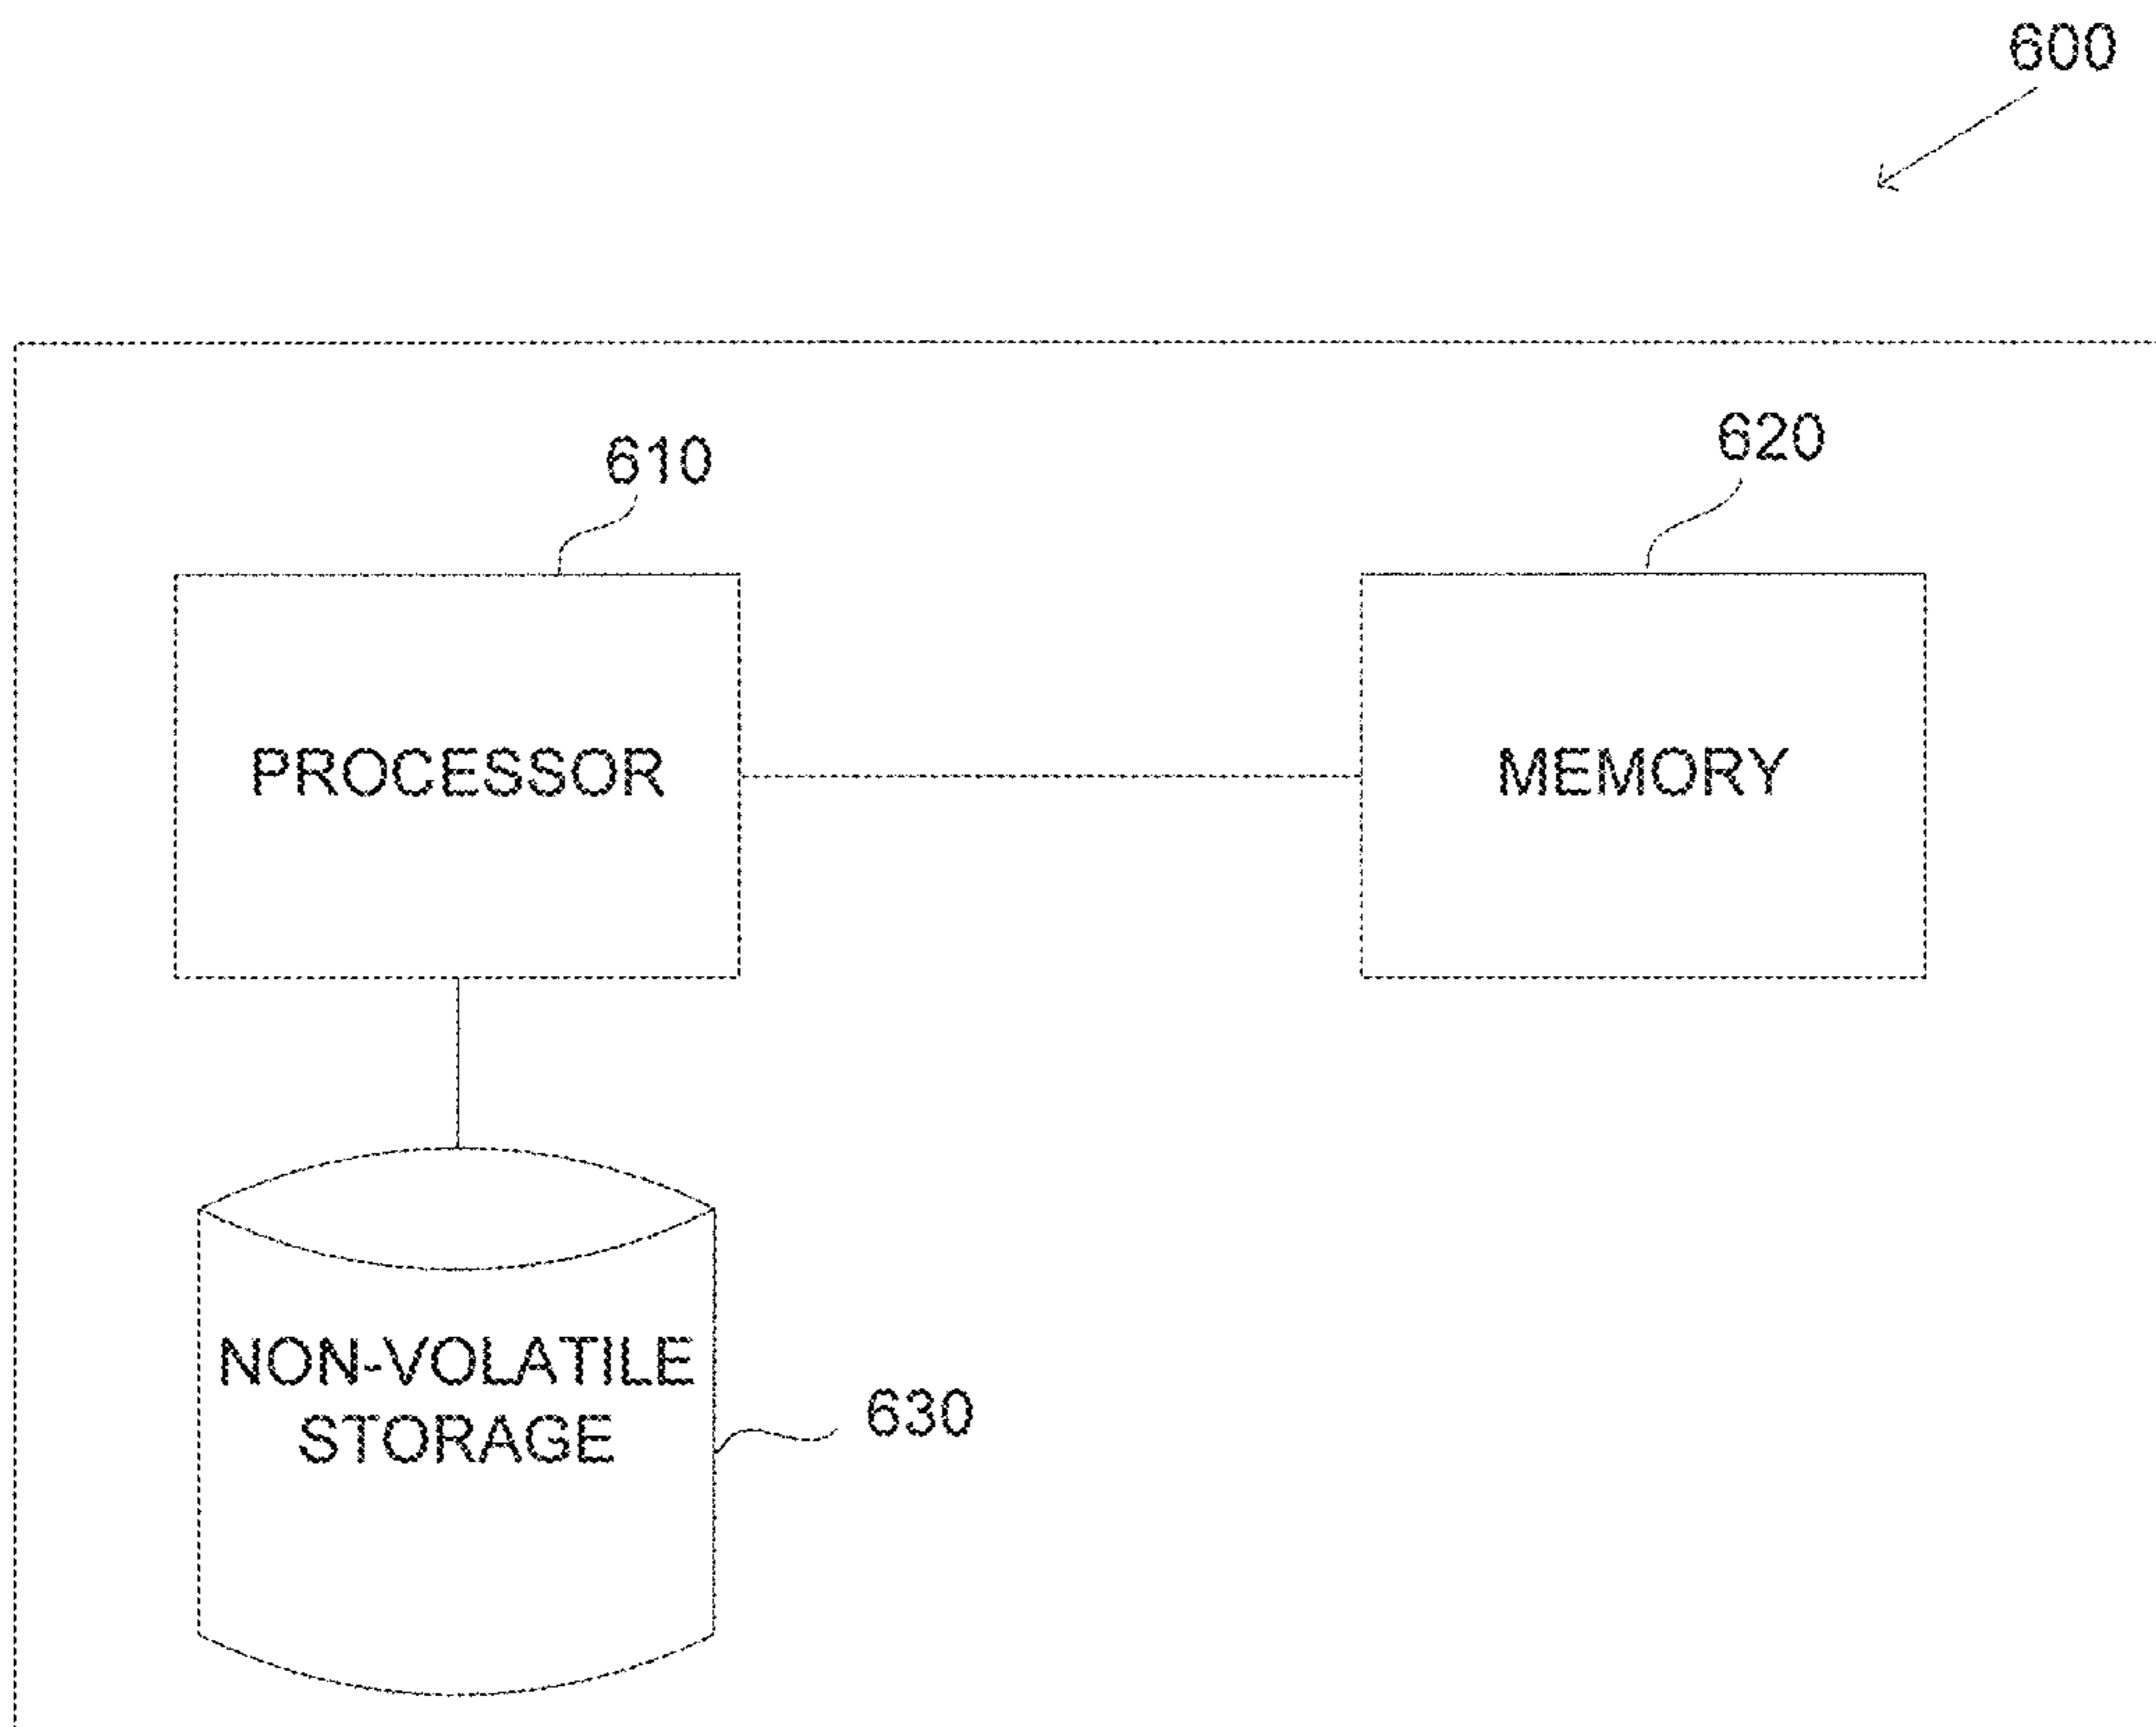 600
610
620
PROCESSOR
MEMORY
NON-VOLATILE
STORAGE
630